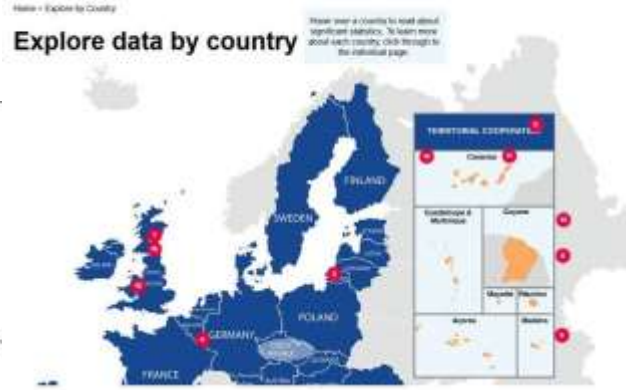 Home > Explore by Country
Explore data by country
Hover over a country to read about
significant statistics. To learn more
about each country, click through to
the individual page.
TERRITORIAL COOPERATION
Canarias
FINLAND
SWEDEN
Guadeloupe &
Martinique
Guyane
IRELAND
Mayotte
Réunion
POLAND
GERMANY
Açores
Madeira
FRANCE